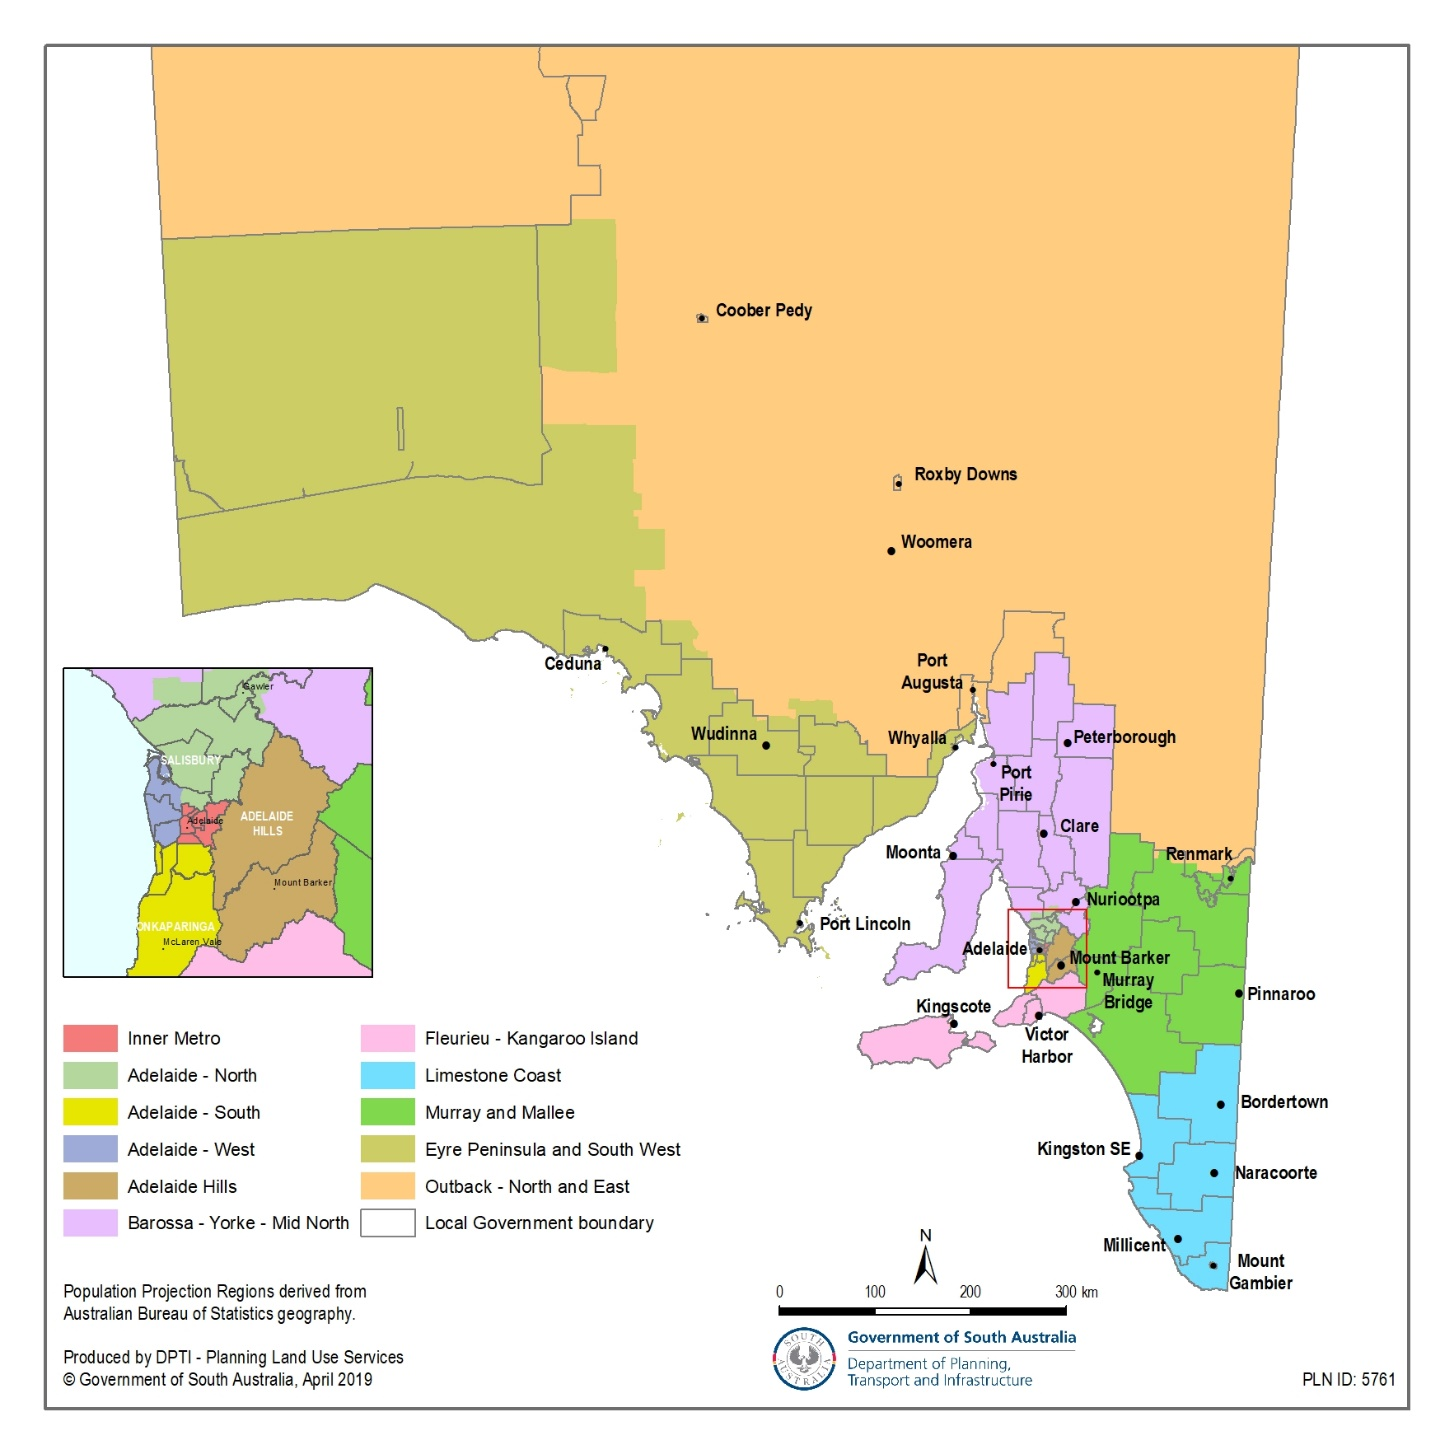 Coober Pedy
Roxby Downs
Woomera
Ceduna
Port
Augusta
Wudinna
Whyalla
Peterborough
Port
Pirie
Clare
Moonta
Renmark
Nuriootpa
Port Lincoln
Adelaide
Mount Barker
Murray
Bridge
Pinnaroo
Kingscote
Victor
Harbor
Bordertown
Kingston SE
Naracoorte
Millicent
Mount
Gambier
Gawler
SALISBURY
Adelaide
ADELAIDE
HILLS
Mount Barker
ONKAPARINGA
McLaren Vale
Inner Metro
Adelaide - North
Adelaide - South
Adelaide - West
Adelaide Hills
Barossa - Yorke - Mid North
Fleurieu - Kangaroo Island
Limestone Coast
Murray and Mallee
Eyre Peninsula and South West
Outback - North and East
Local Government boundary
Population Projection Regions derived from
Australian Bureau of Statistics geography.
Produced by DPTI - Planning Land Use Services
© Government of South Australia, April 2019
N
0 100 200 300 km
SOUTH
AUSTRALIA
Government of South Australia
Department of Planning,
Transport and Infrastructure
PLN ID: 5761